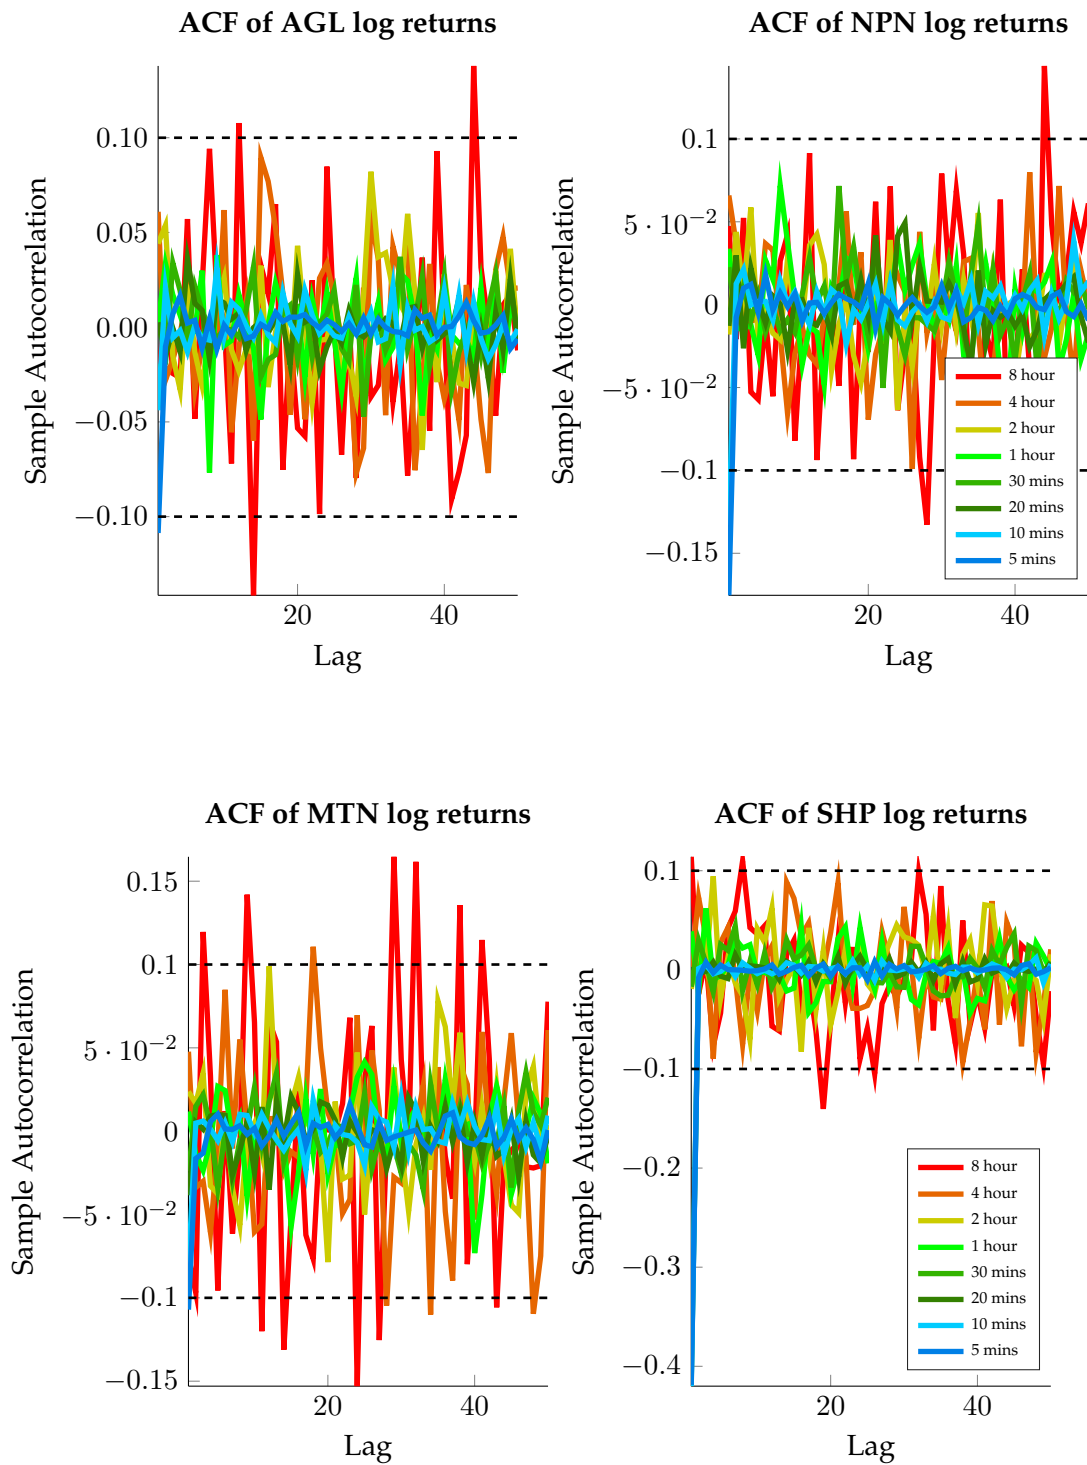 ACF of AGL log returns
0.10
0.05
0.00
−0.05
−0.10
20
40
Sample Autocorrelation
Lag
ACF of NPN log returns
0.1
5 · 10⁻²
0
−5 · 10⁻²
−0.1
−0.15
20
40
Sample Autocorrelation
Lag
8 hour
4 hour
2 hour
1 hour
30 mins
20 mins
10 mins
5 mins
ACF of MTN log returns
0.15
0.1
5 · 10⁻²
0
−5 · 10⁻²
−0.1
−0.15
20
40
Sample Autocorrelation
Lag
ACF of SHP log returns
0.1
0
−0.1
−0.2
−0.3
−0.4
20
40
Sample Autocorrelation
Lag
8 hour
4 hour
2 hour
1 hour
30 mins
20 mins
10 mins
5 mins